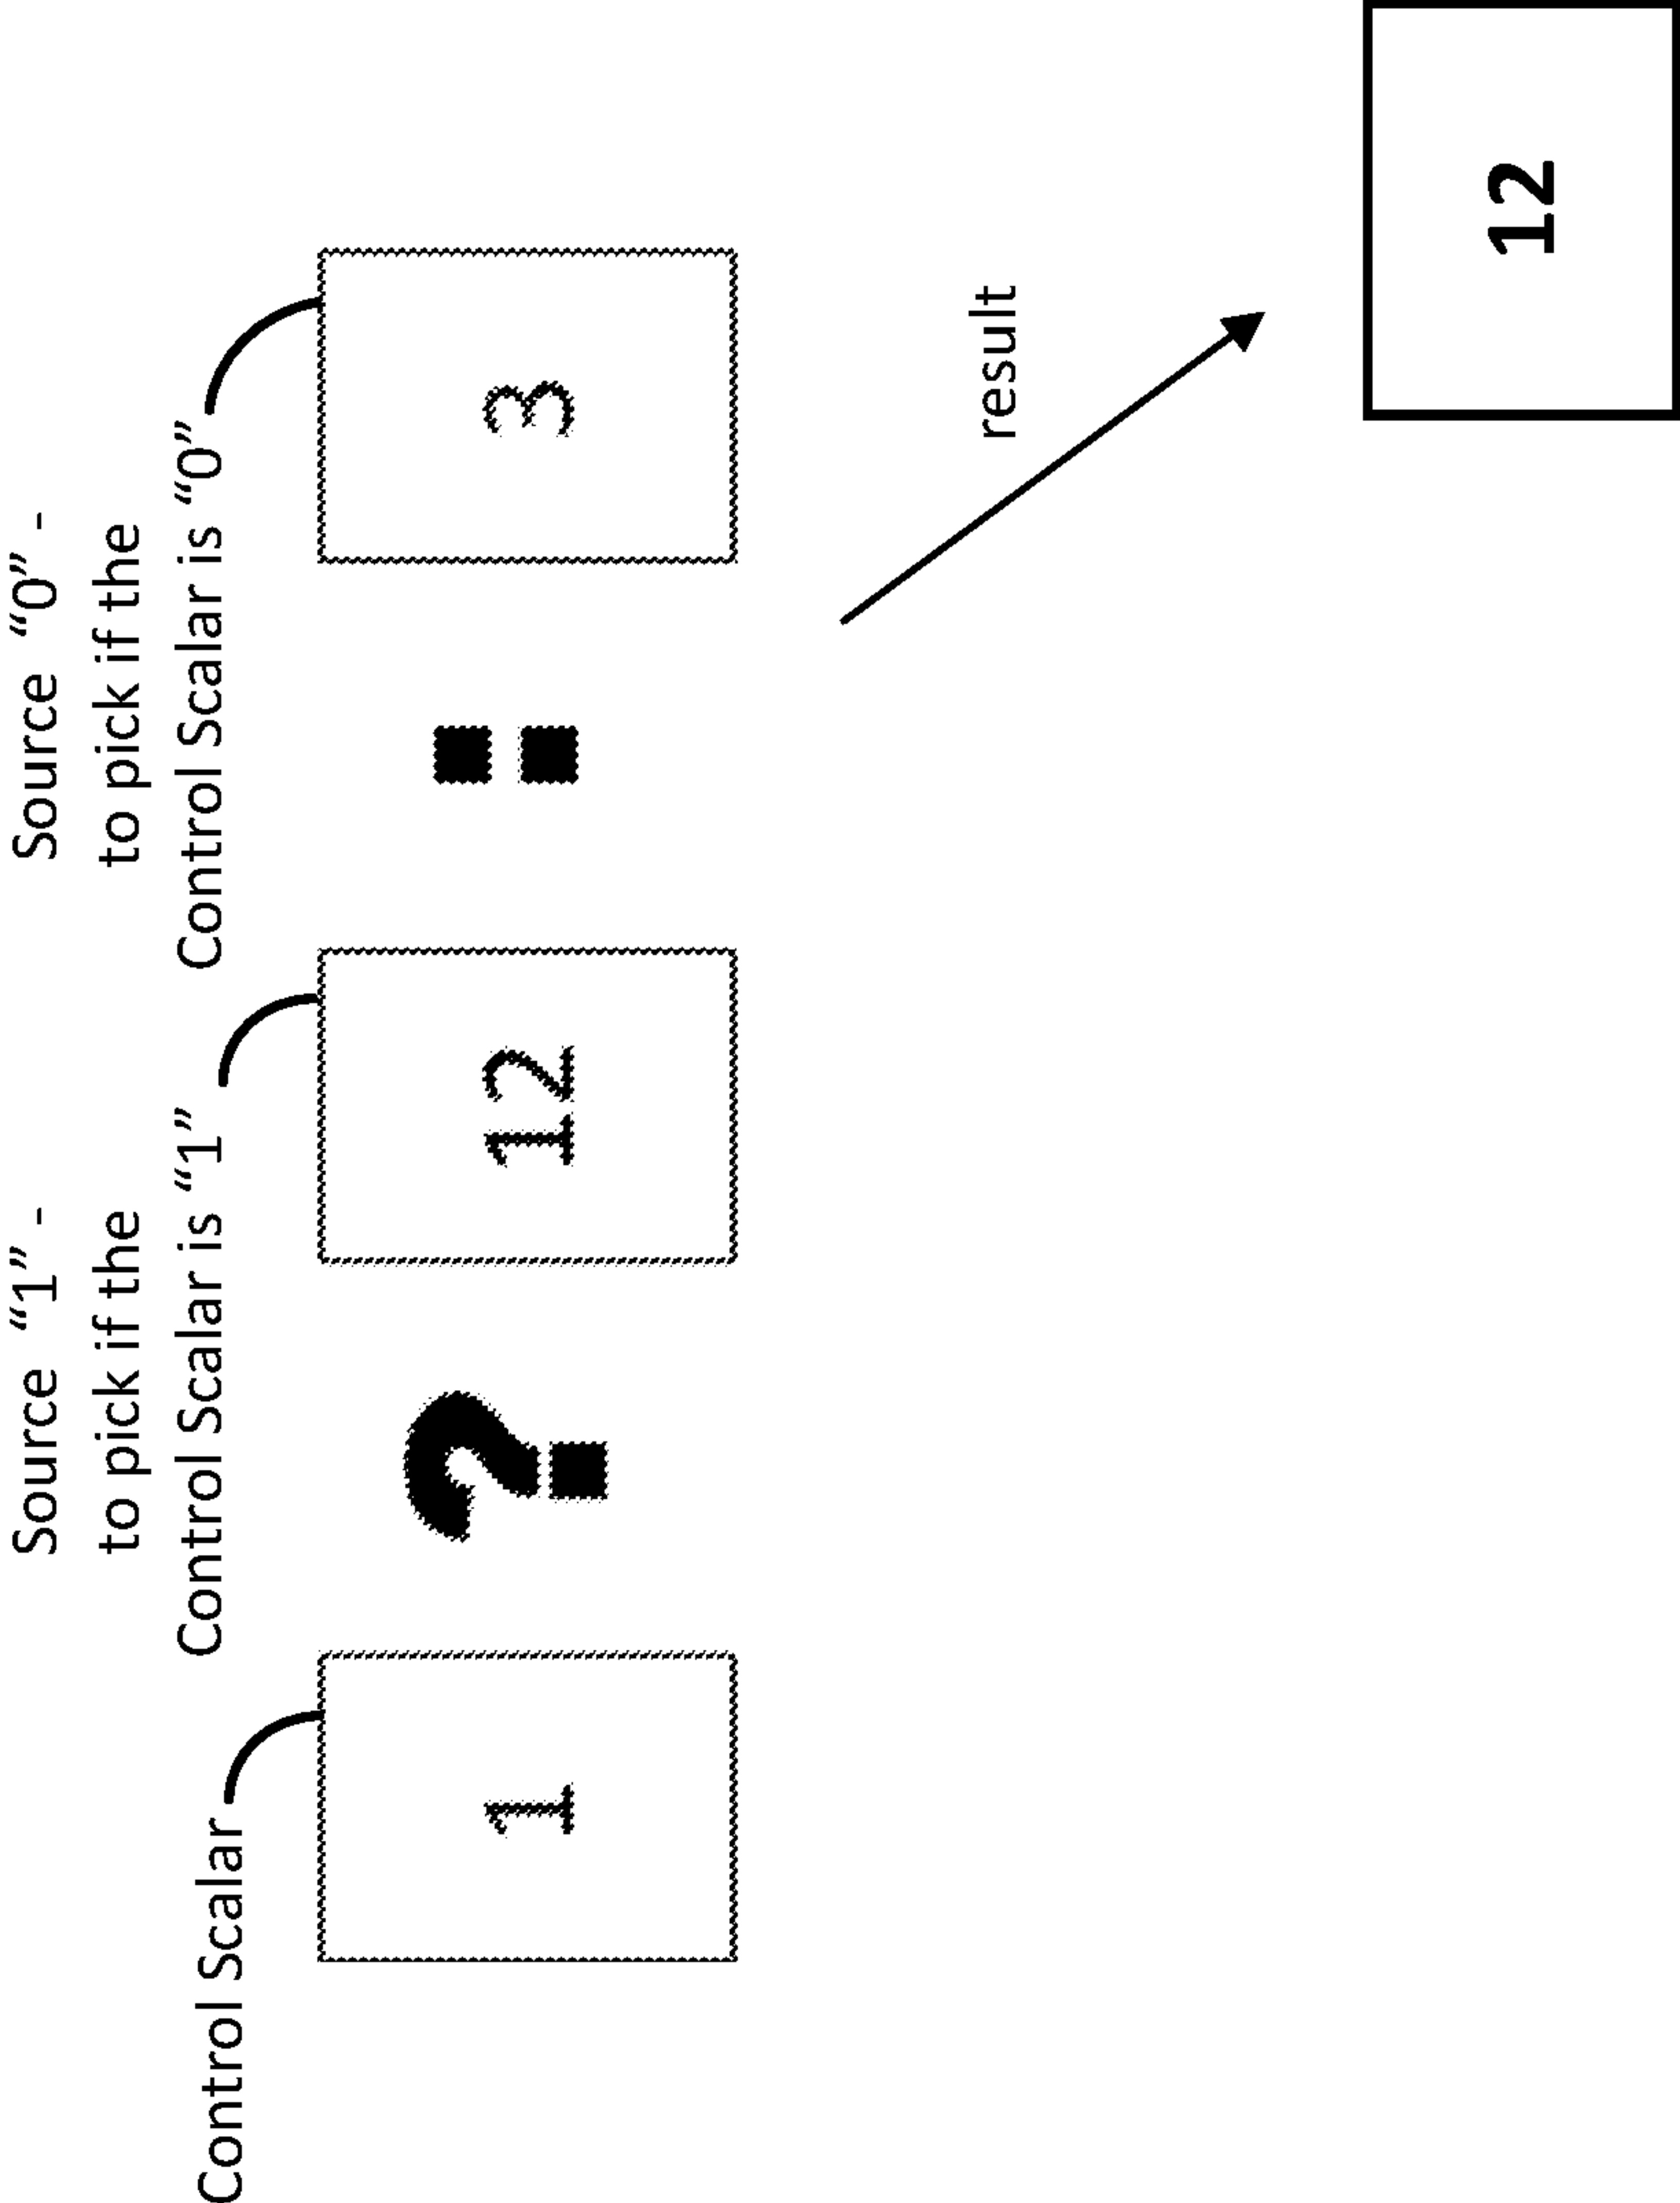 Control Scalar
Source “1” -
to pick if the
Control Scalar is “1”
Source “0” -
to pick if the
Control Scalar is “0”
1 ? 12 : 3
result
12